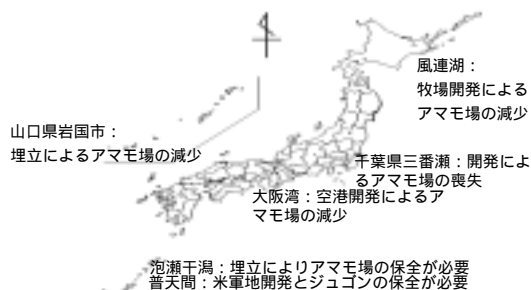 風連湖：
牧場開発による
アマモ場の減少
山口県岩国市：
埋立によるアマモ場の減少
千葉県三番瀬：開発によ
るアマモ場の喪失
大阪湾：空港開発によるア
マモ場の減少
泡瀬干潟：埋立によりアマモ場の保全が必要
普天間：米軍地開発とジュゴンの保全が必要